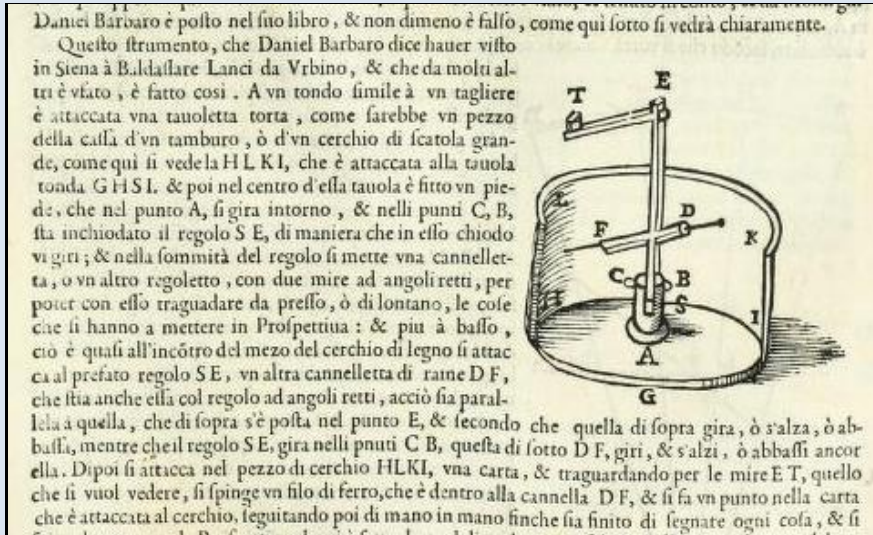 Daniel Barbaro è poſto nel ſuo libro, & non dimeno è falſo, come quì ſotto ſi vedrà chiaramente.
Queſto ſtrumento, che Daniel Barbaro dice hauer viſto
in Siena à Baldaſſare Lanci da Vrbino, & che da molti al-
tri è vſato, è fatto così. A vn tondo ſimile à vn tagliere
è attaccata vna tauoletta torta, come ſarebbe vn pezzo
della caſſa d'vn tamburo, ò d'vn cerchio di ſcatola gran-
de, come quì ſi vede la H L K I, che è attaccata alla tauola
tonda G H S I. & poi nel centro d'eſſa tauola è fitto vn pie-
de, che nel punto A, ſi gira intorno, & nelli punti C, B,
ſta inchiodato il regolo S E, di maniera che in eſſo chiodo
vi giri; & nella ſommità del regolo ſi mette vna cannellet-
ta, o vn altro regoletto, con due mire ad angoli retti, per
poter con eſſo traguadare da preſſo, ò di lontano, le coſe
che ſi hanno a mettere in Proſpettiua: & piu à baſſo,
ciò è quaſi all'incõtro del mezo del cerchio di legno ſi attac
ca al prefato regolo S E, vn altra cannelletta di rame D F,
che ſtia anche eſſa col regolo ad angoli retti, acciò ſia paral-
lela a quella, che di ſopra s'è poſta nel punto E, & ſecondo che quella di ſopra gira, ò s'alza, ò ab-
baſſa, mentre che il regolo S E, gira nelli pnuti C B, queſta di ſotto D F, giri, & s'alzi, ò abbaſſi ancor
ella. Dipoi ſi attacca nel pezzo di cerchio HLKI, vna carta, & traguardando per le mire E T, quello
che ſi vuol vedere, ſi ſpinge vn filo di ferro, che è dentro alla cannella D F, & ſi fa vn punto nella carta
che è attaccata al cerchio, ſeguitando poi di mano in mano finche ſia finito di ſegnare ogni coſa, & ſi
E
T
L
F
D
K
C
B
H
S
I
A
G